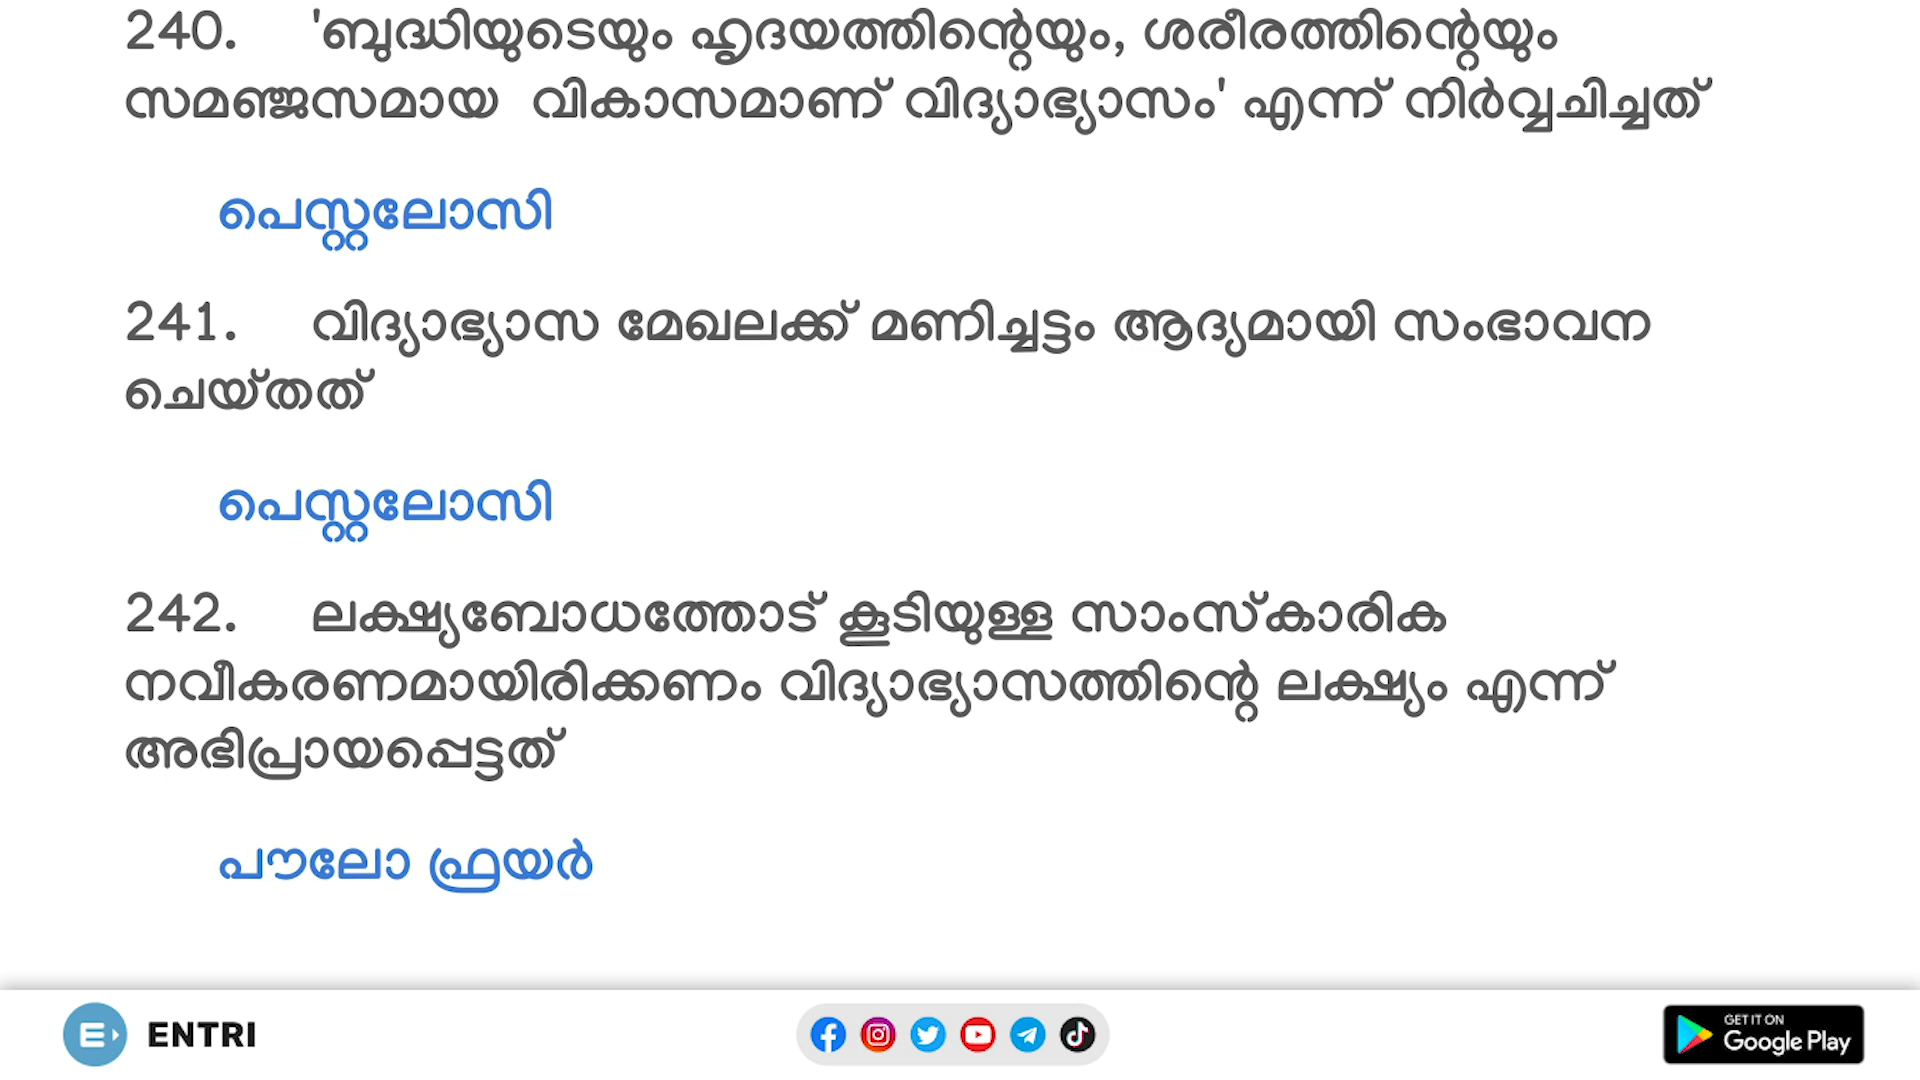 240. 'ബുദ്ധിയുടെയും ഹൃദയത്തിന്റെയും, ശരീരത്തിന്റെയും
സമഞ്ജസമായ വികാസമാണ് വിദ്യാഭ്യാസം' എന്ന് നിർവ്വചിച്ചത്
പെസ്റ്റലോസി
241. വിദ്യാഭ്യാസ മേഖലക്ക് മണിച്ചട്ടം ആദ്യമായി സംഭാവന
ചെയ്തത്
പെസ്റ്റലോസി
242. ലക്ഷ്യബോധത്തോട് കൂടിയുള്ള സാംസ്കാരിക
നവീകരണമായിരിക്കണം വിദ്യാഭ്യാസത്തിന്റെ ലക്ഷ്യം എന്ന്
അഭിപ്രായപ്പെട്ടത്
പൗലോ ഫ്രയർ
ENTRI
GET IT ON
Google Play